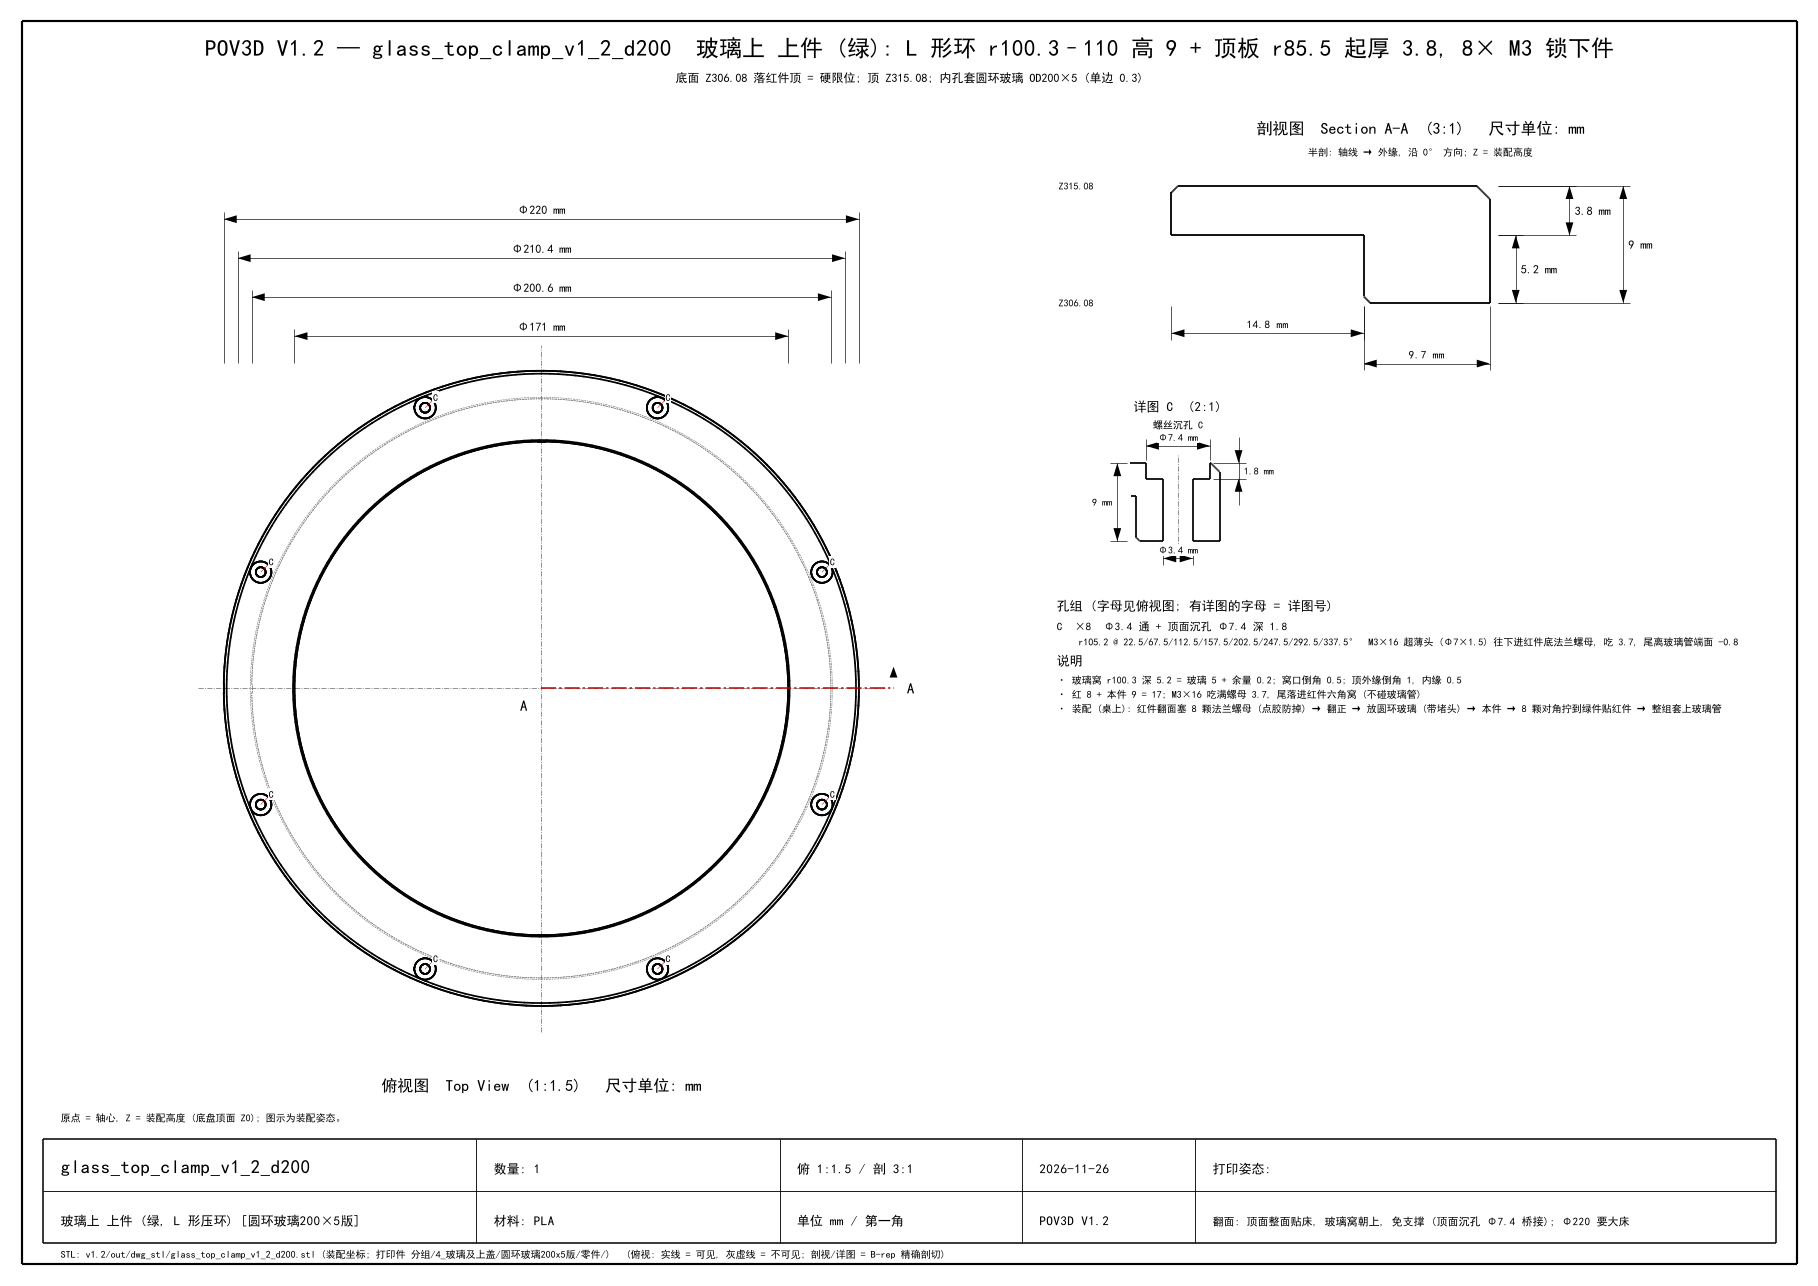 POV3D V1.2 — glass_top_clamp_v1_2_d200 玻璃上 上件 (绿): L 形环 r100.3–110 高 9 + 顶板 r85.5 起厚 3.8, 8× M3 锁下件
底面 Z306.08 落红件顶 = 硬限位; 顶 Z315.08; 内孔套圆环玻璃 OD200×5 (单边 0.3)
剖视图 Section A-A (3:1) 尺寸单位: mm
半剖: 轴线 → 外缘, 沿 0° 方向; Z = 装配高度
Z315.08
3.8 mm
9 mm
5.2 mm
Z306.08
14.8 mm
9.7 mm
Φ220 mm
Φ210.4 mm
Φ200.6 mm
Φ171 mm
C
C
C
C
C
C
C
C
A
A
俯视图 Top View (1:1.5) 尺寸单位: mm
详图 C (2:1)
螺丝沉孔 C
Φ7.4 mm
1.8 mm
9 mm
Φ3.4 mm
孔组 (字母见俯视图; 有详图的字母 = 详图号)
C ×8 Φ3.4 通 + 顶面沉孔 Φ7.4 深 1.8
r105.2 @ 22.5/67.5/112.5/157.5/202.5/247.5/292.5/337.5° M3×16 超薄头 (Φ7×1.5) 往下进红件底法兰螺母, 吃 3.7, 尾离玻璃管端面 -0.8
说明
· 玻璃窝 r100.3 深 5.2 = 玻璃 5 + 余量 0.2; 窝口倒角 0.5; 顶外缘倒角 1, 内缘 0.5
· 红 8 + 本件 9 = 17; M3×16 吃满螺母 3.7, 尾落进红件六角窝 (不碰玻璃管)
· 装配 (桌上): 红件翻面塞 8 颗法兰螺母 (点胶防掉) → 翻正 → 放圆环玻璃 (带堵头) → 本件 → 8 颗对角拧到绿件贴红件 → 整组套上玻璃管
原点 = 轴心, Z = 装配高度 (底盘顶面 Z0); 图示为装配姿态。
glass_top_clamp_v1_2_d200
数量: 1
俯 1:1.5 / 剖 3:1
2026-11-26
打印姿态:
玻璃上 上件 (绿, L 形压环) [圆环玻璃200×5版]
材料: PLA
单位 mm / 第一角
POV3D V1.2
翻面: 顶面整面贴床, 玻璃窝朝上, 免支撑 (顶面沉孔 Φ7.4 桥接); Φ220 要大床
STL: v1.2/out/dwg_stl/glass_top_clamp_v1_2_d200.stl (装配坐标; 打印件 分组/4_玻璃及上盖/圆环玻璃200x5版/零件/) (俯视: 实线 = 可见, 灰虚线 = 不可见; 剖视/详图 = B-rep 精确剖切)